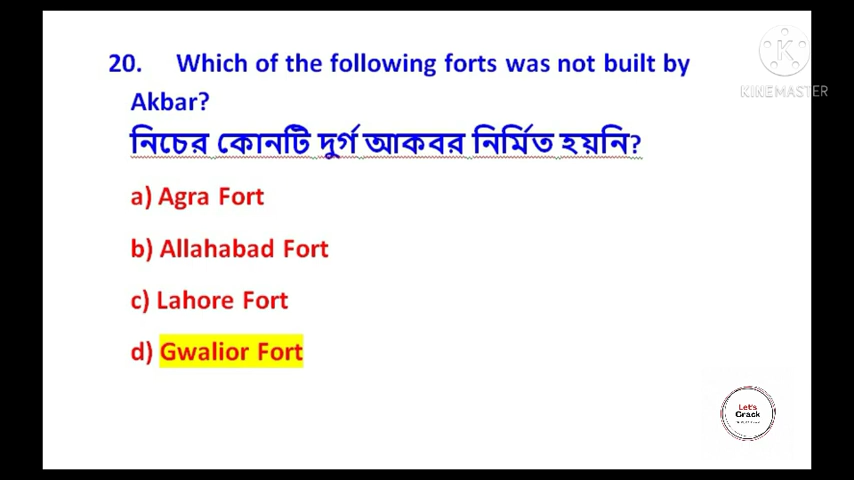 20. Which of the following forts was not built by
Akbar?
নিচের কোনটি দুর্গ আকবর নির্মিত হয়নি?
a) Agra Fort
b) Allahabad Fort
c) Lahore Fort
d) Gwalior Fort
K
KINEMASTER
Let's
Crack